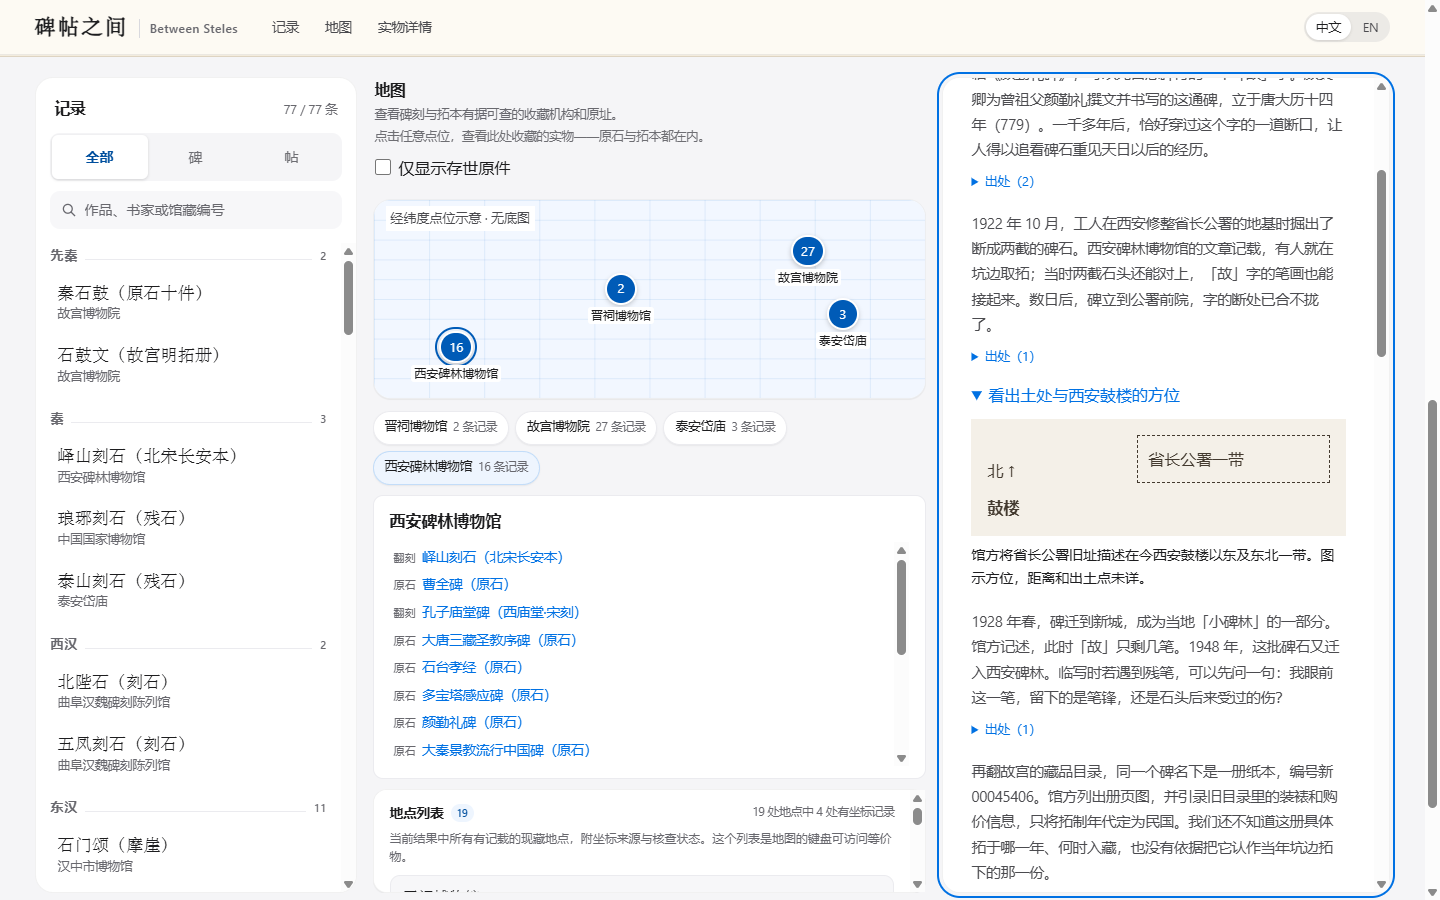 碑帖之间
Between Steles
记录
地图
实物详情
中文
EN
记录
77 / 77 条
全部
碑
帖
作品、书家或馆藏编号
先秦
2
秦石鼓（原石十件）
故宫博物院
石鼓文（故宫明拓册）
故宫博物院
秦
3
峄山刻石（北宋长安本）
西安碑林博物馆
琅琊刻石（残石）
中国国家博物馆
泰山刻石（残石）
泰安岱庙
西汉
2
北陛石（刻石）
曲阜汉魏碑刻陈列馆
五凤刻石（刻石）
曲阜汉魏碑刻陈列馆
东汉
11
石门颂（摩崖）
汉中市博物馆
地图
查看碑刻与拓本有据可查的收藏机构和原址。
点击任意点位，查看此处收藏的实物——原石与拓本都在内。
仅显示存世原件
经纬度点位示意 · 无底图
27
故宫博物院
2
晋祠博物馆
3
泰安岱庙
16
西安碑林博物馆
晋祠博物馆 2 条记录
故宫博物院 27 条记录
泰安岱庙 3 条记录
西安碑林博物馆 16 条记录
西安碑林博物馆
翻刻 峄山刻石（北宋长安本）
原石 曹全碑（原石）
翻刻 孔子庙堂碑（西庙堂·宋刻）
原石 大唐三藏圣教序碑（原石）
原石 石台孝经（原石）
原石 多宝塔感应碑（原石）
原石 颜勤礼碑（原石）
原石 大秦景教流行中国碑（原石）
地点列表 19
19 处地点中 4 处有坐标记录
当前结果中所有有记载的现藏地点，附坐标来源与核查状态。这个列表是地图的键盘可访问等价
物。
卿为曾祖父颜勤礼撰文并书写的这通碑，立于唐大历十四
年（779）。一千多年后，恰好穿过这个字的一道断口，让
人得以追看碑石重见天日以后的经历。
出处（2）
1922 年 10 月，工人在西安修整省长公署的地基时掘出了
断成两截的碑石。西安碑林博物馆的文章记载，有人就在
坑边取拓；当时两截石头还能对上，「故」字的笔画也能
接起来。数日后，碑立到公署前院，字的断处已合不拢
了。
出处（1）
看出土处与西安鼓楼的方位
省长公署一带
北 ↑
鼓楼
馆方将省长公署旧址描述在今西安鼓楼以东及东北一带。图
示方位，距离和出土点未详。
1928 年春，碑迁到新城，成为当地「小碑林」的一部分。
馆方记述，此时「故」只剩几笔。1948 年，这批碑石又迁
入西安碑林。临写时若遇到残笔，可以先问一句：我眼前
这一笔，留下的是笔锋，还是石头后来受过的伤？
出处（1）
再翻故宫的藏品目录，同一个碑名下是一册纸本，编号新
00045406。馆方列出册页图，并引录旧目录里的装裱和购
价信息，只将拓制年代定为民国。我们还不知道这册具体
拓于哪一年、何时入藏，也没有依据把它认作当年坑边拓
下的那一份。